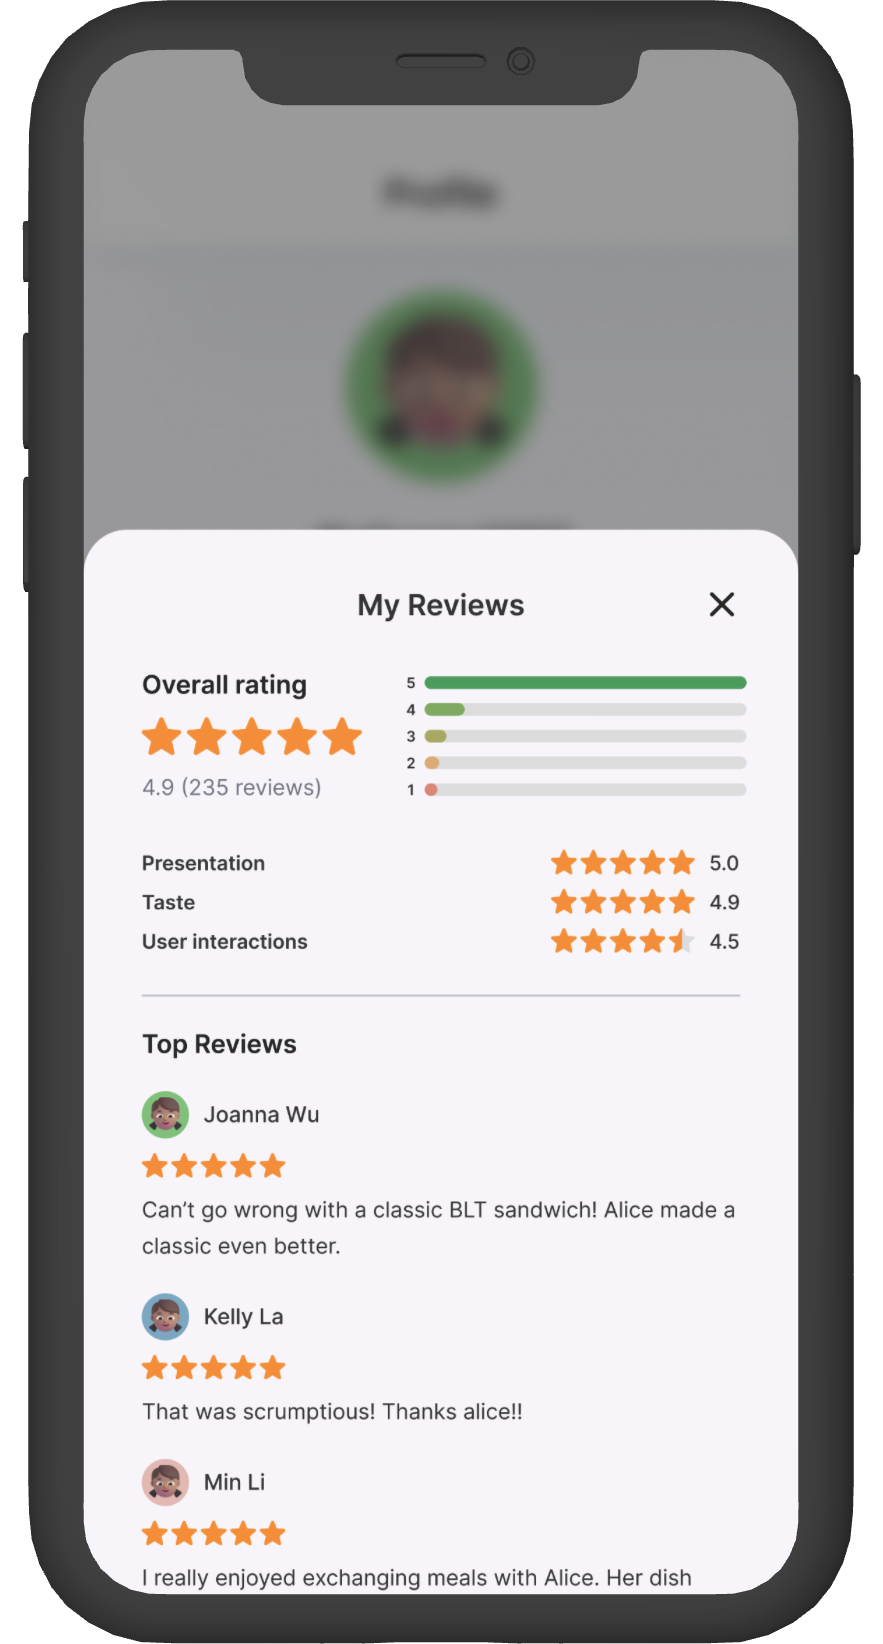 Profile
My Reviews
Overall rating
4.9 (235 reviews)
5
4
3
2
1
Presentation 5.0
Taste 4.9
User interactions 4.5
Top Reviews
Joanna Wu
Can’t go wrong with a classic BLT sandwich! Alice made a
classic even better.
Kelly La
That was scrumptious! Thanks alice!!
Min Li
I really enjoyed exchanging meals with Alice. Her dish